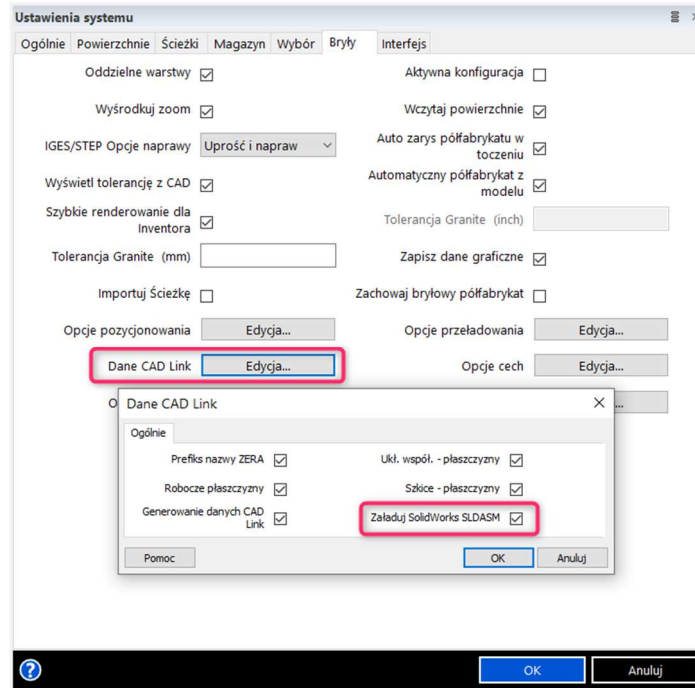 Ustawienia systemu
Ogólnie Powierzchnie Ścieżki Magazyn Wybór Bryły Interfejs
Oddzielne warstwy
Aktywna konfiguracja
Wyśrodkuj zoom
Wczytaj powierzchnie
IGES/STEP Opcje naprawy Uprość i napraw
Auto zarys półfabrykatu w
toczeniu
Wyświetl tolerancję z CAD
Automatyczny półfabrykat z
modelu
Szybkie renderowanie dla
Inventora
Tolerancja Granite (inch)
Tolerancja Granite (mm)
Zapisz dane graficzne
Importuj Ścieżkę
Zachowaj bryłowy półfabrykat
Opcje pozycjonowania Edycja...
Opcje przeładowania Edycja...
Dane CAD Link Edycja...
Opcje cech Edycja...
Dane CAD Link
Ogólnie
Prefiks nazwy ZERA
Ukł. współ. - płaszczyzny
Robocze płaszczyzny
Szkice - płaszczyzny
Generowanie danych CAD
Link
Załaduj SolidWorks SLDASM
Pomoc OK Anuluj
OK Anuluj